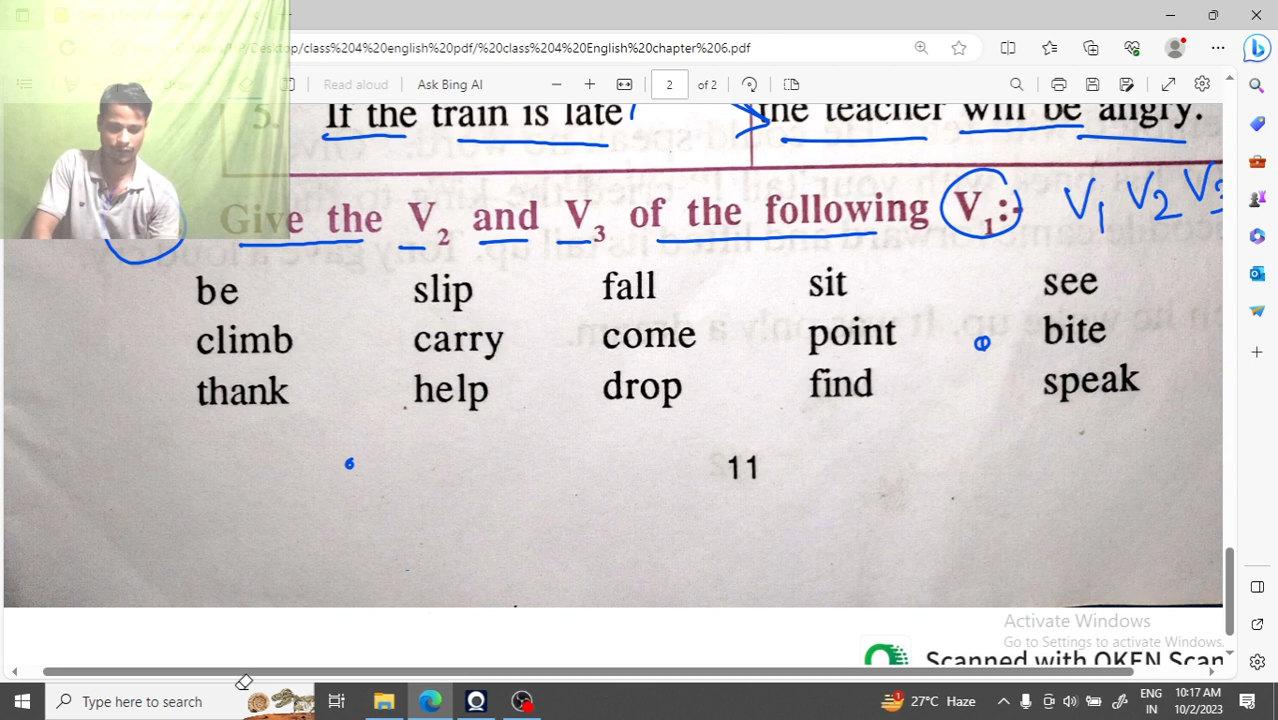 Desktop/class%204%20english%20pdf/%20class%204%20English%20chapter%206.pdf
Read aloud Ask Bing AI 2 of 2
5. If the train is late the teacher will be angry.
Give the V2 and V3 of the following V1:- V1 V2 V3
be slip fall sit see
climb carry come point bite
thank help drop find speak
11
Activate Windows
Go to Settings to activate Windows.
Scanned with OKEN Scan
Type here to search 1 27°C Haze ENG 10:17 AM
IN 10/2/2023